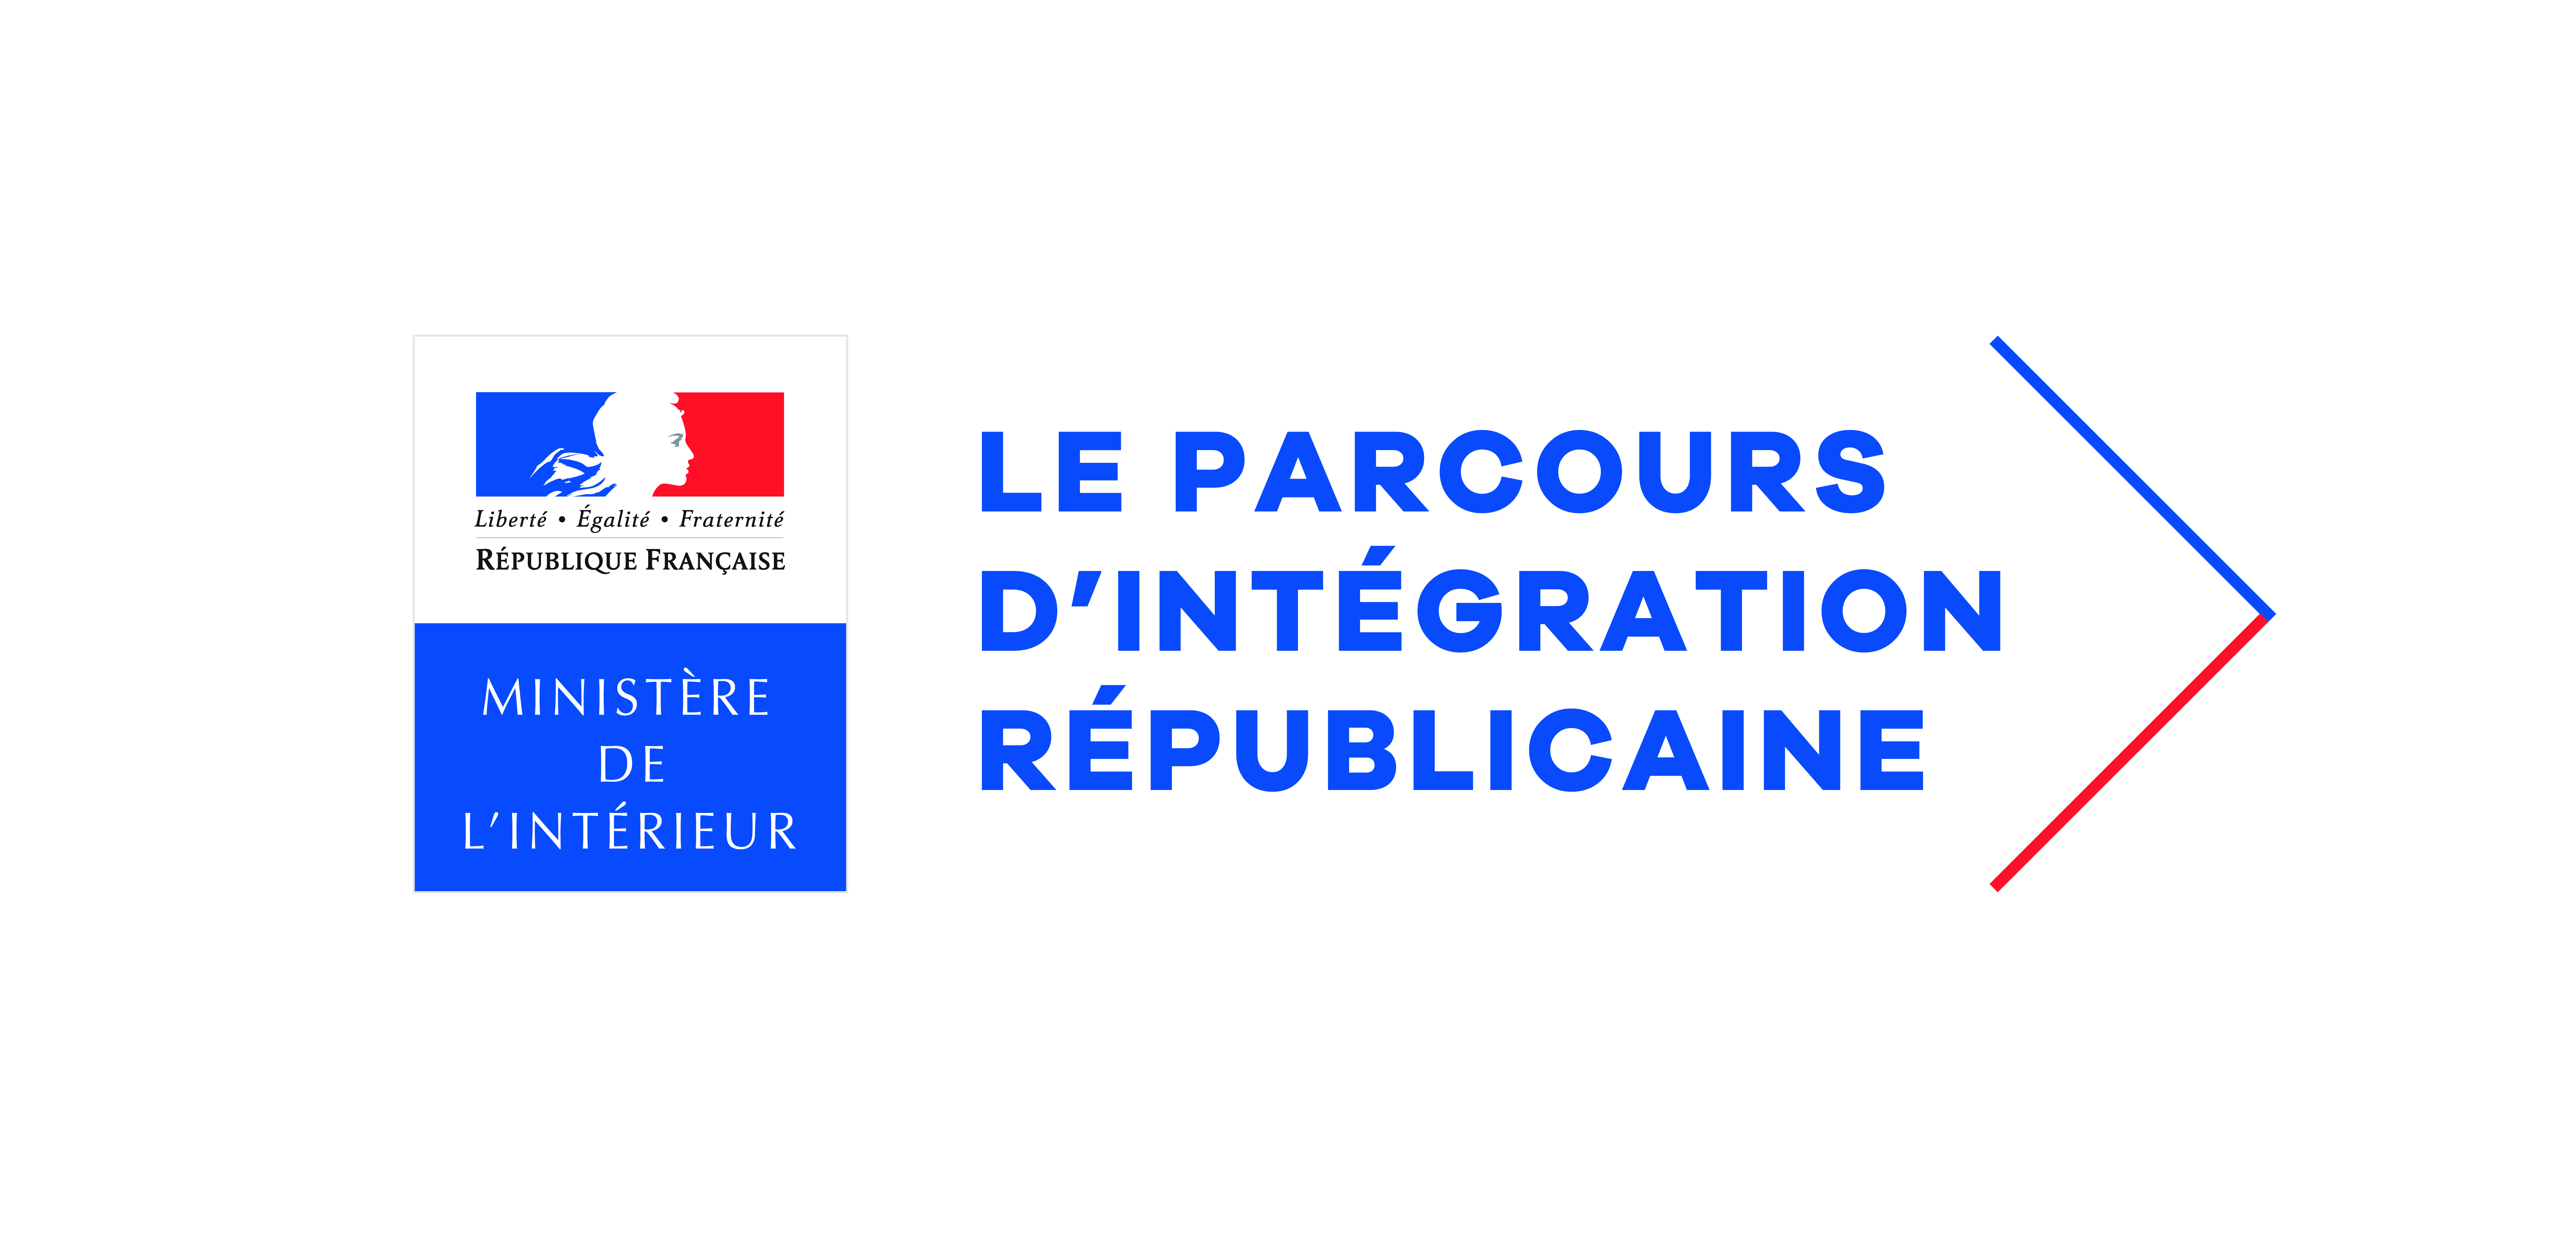 Liberté • Égalité • Fraternité
RÉPUBLIQUE FRANÇAISE
MINISTÈRE
DE
L’INTÉRIEUR
LE PARCOURS
D’INTÉGRATION
RÉPUBLICAINE